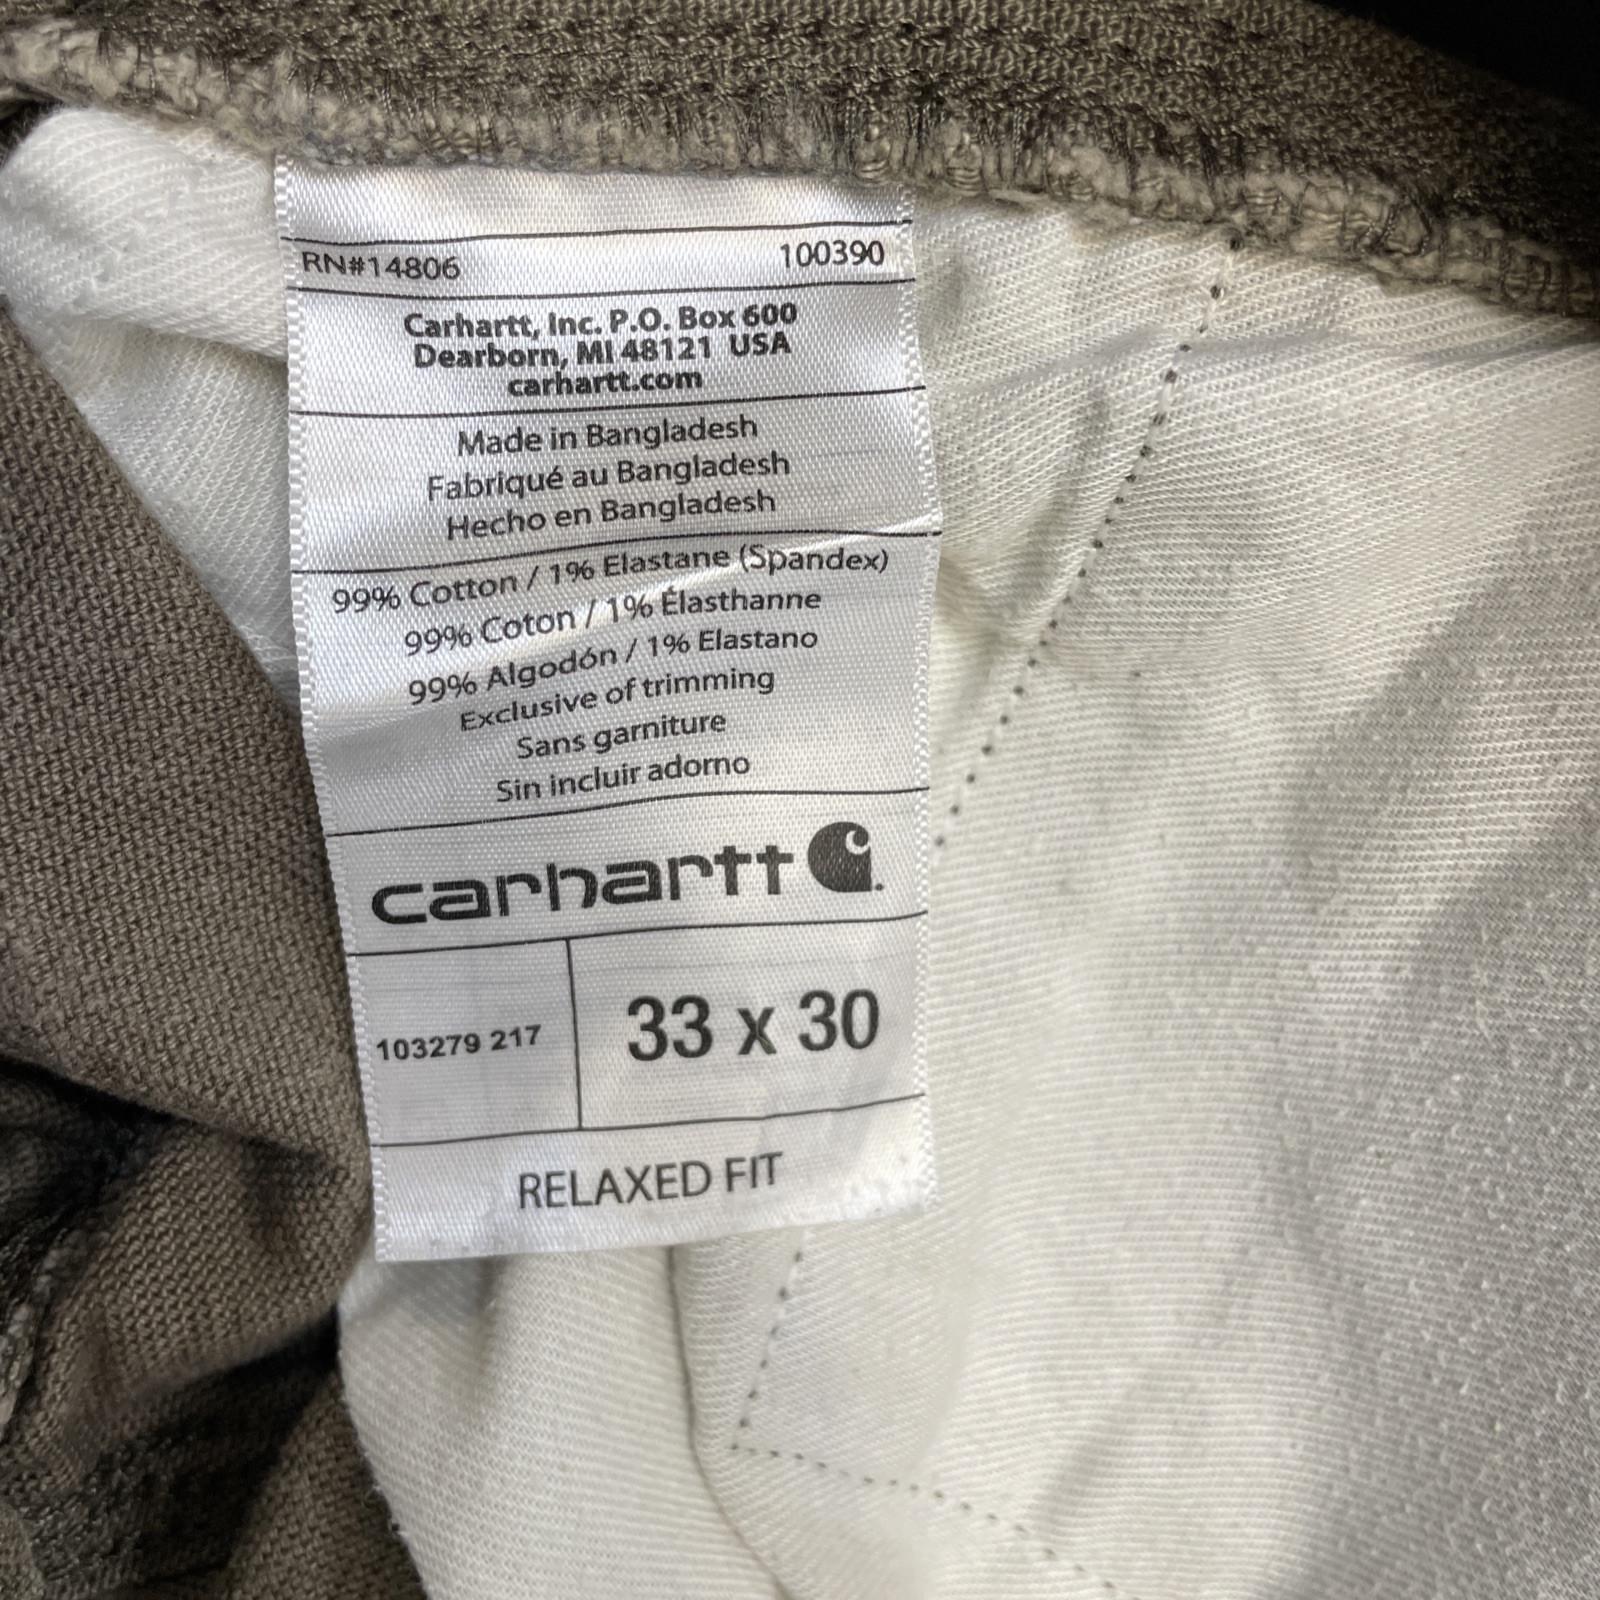 RN#14806 100390
Carhartt, Inc. P.O. Box 600
Dearborn, MI 48121 USA
carhartt.com
Made in Bangladesh
Fabriqué au Bangladesh
Hecho en Bangladesh
99% Cotton / 1% Elastane (Spandex)
99% Coton / 1% Élasthanne
99% Algodón / 1% Elastano
Exclusive of trimming
Sans garniture
Sin incluir adorno
carhartt
103279 217 33 x 30
RELAXED FIT